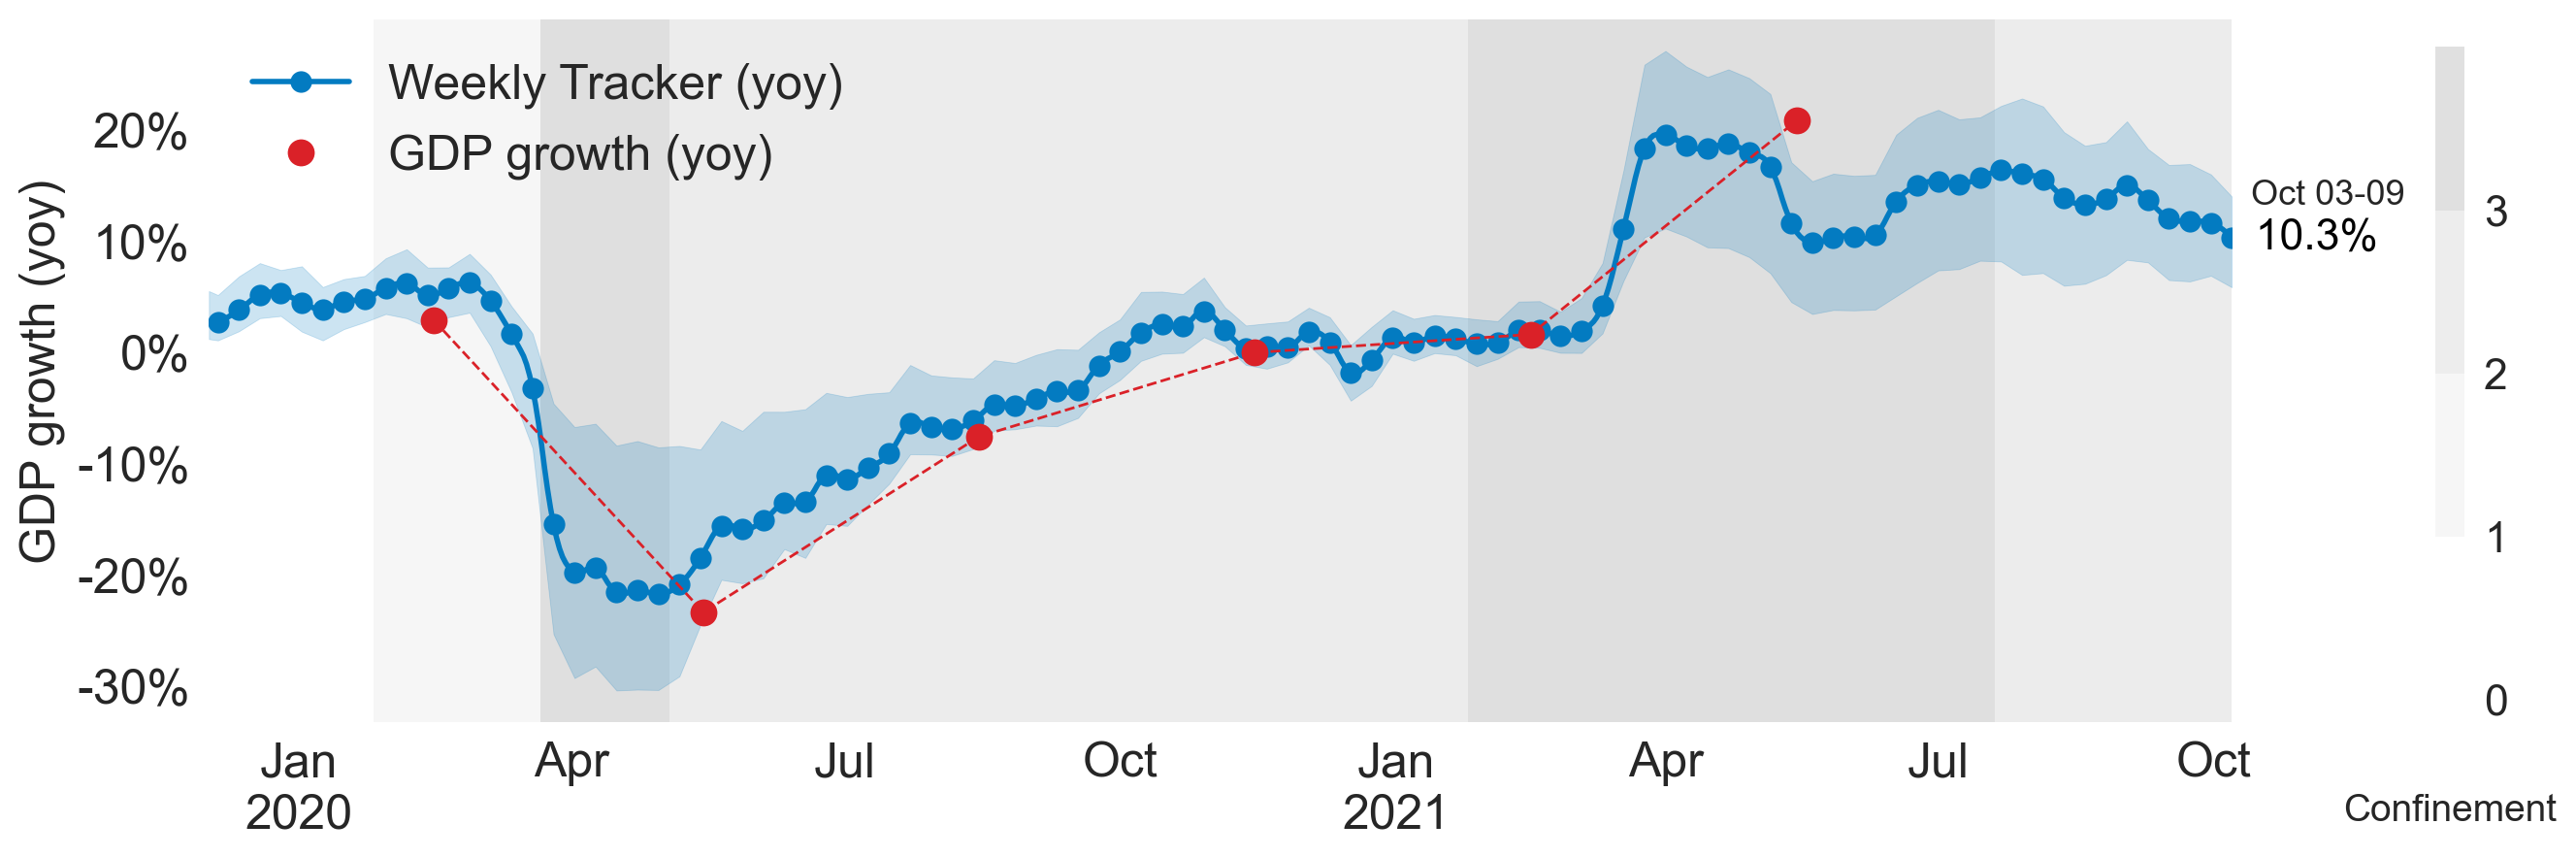 Weekly Tracker (yoy)
GDP growth (yoy)
GDP growth (yoy)
20%
10%
0%
-10%
-20%
-30%
Jan
2020
Apr
Jul
Oct
Jan
2021
Apr
Jul
Oct
Oct 03-09
10.3%
3
2
1
0
Confinement